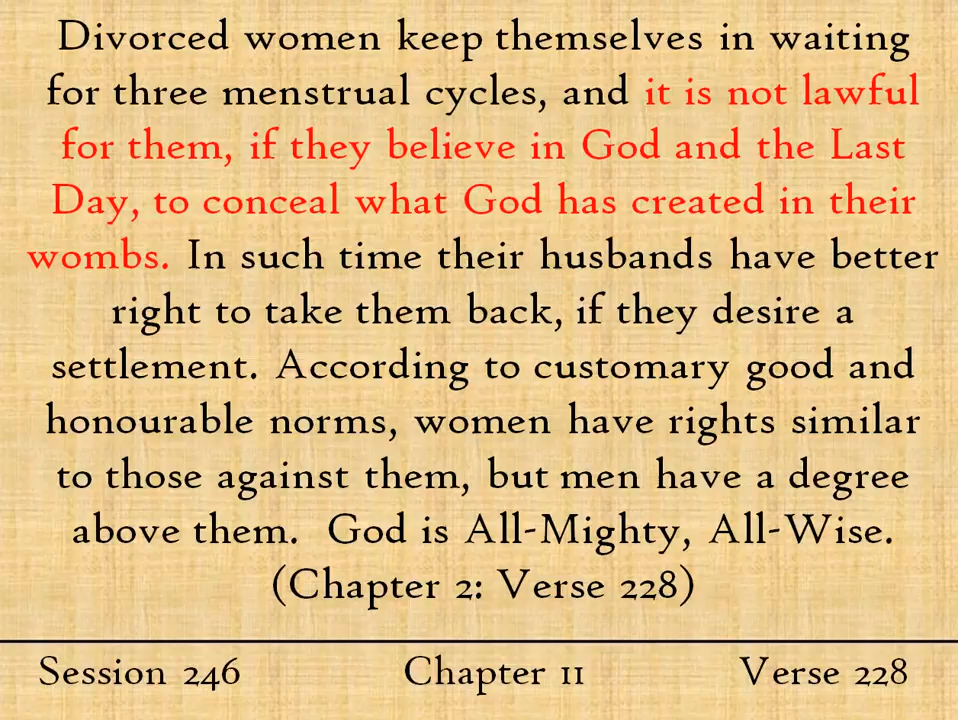 Divorced women keep themselves in waiting
for three menstrual cycles, and it is not lawful
for them, if they believe in God and the Last
Day, to conceal what God has created in their
wombs. In such time their husbands have better
right to take them back, if they desire a
settlement. According to customary good and
honourable norms, women have rights similar
to those against them, but men have a degree
above them. God is All-Mighty, All-Wise.
(Chapter 2: Verse 228)
Session 246 Chapter 11 Verse 228